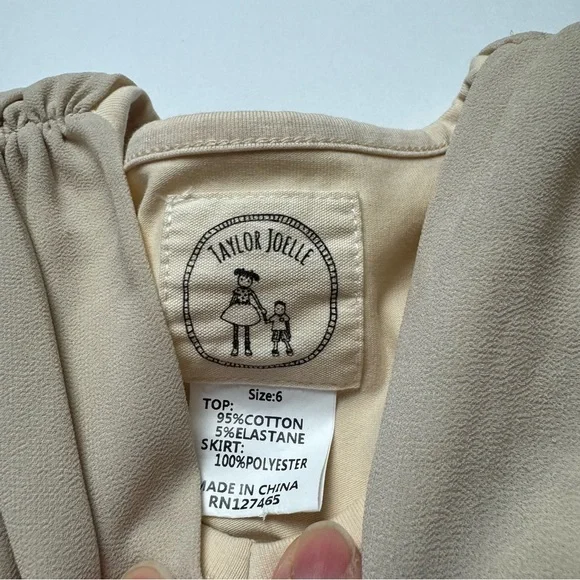 TAYLOR JOELLE
Size:6
TOP:
95%COTTON
5%ELASTANE
SKIRT:
100%POLYESTER
MADE IN CHINA
RN127465